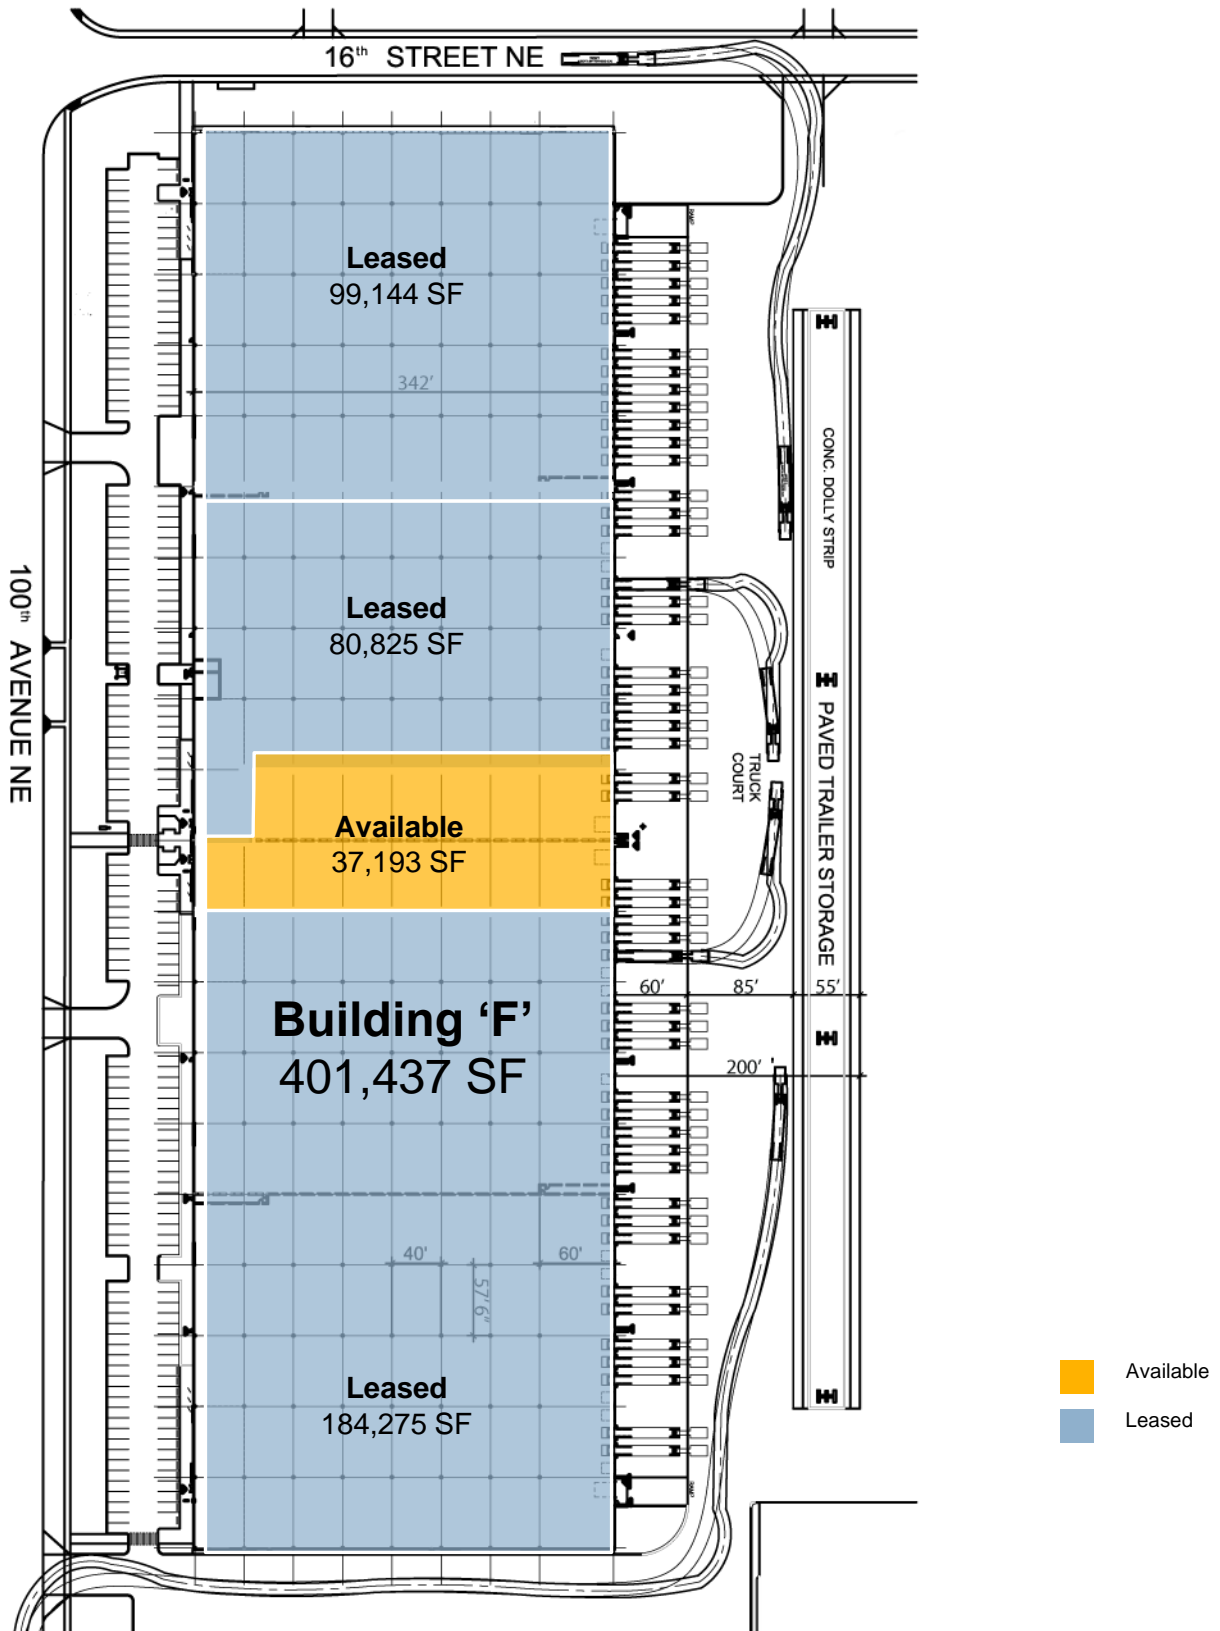 16th STREET NE
RAMP
Leased
99,144 SF
342’
CONC. DOLLY STRIP
100th AVENUE NE
Leased
80,825 SF
TRUCK
COURT
PAVED TRAILER STORAGE
Available
37,193 SF
60’
85’
55’
Building ‘F’
401,437 SF
200’
40’
60’
57’6”
Leased
184,275 SF
RAMP
Available
Leased